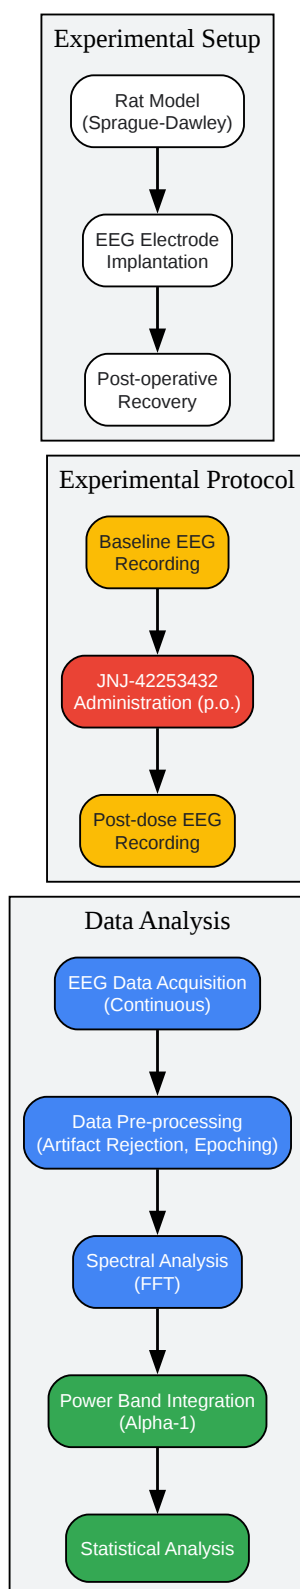 Experimental Setup
Rat Model
(Sprague-Dawley)
EEG Electrode
Implantation
Post-operative
Recovery
Experimental Protocol
Baseline EEG
Recording
JNJ-42253432
Administration (p.o.)
Post-dose EEG
Recording
Data Analysis
EEG Data Acquisition
(Continuous)
Data Pre-processing
(Artifact Rejection, Epoching)
Spectral Analysis
(FFT)
Power Band Integration
(Alpha-1)
Statistical Analysis